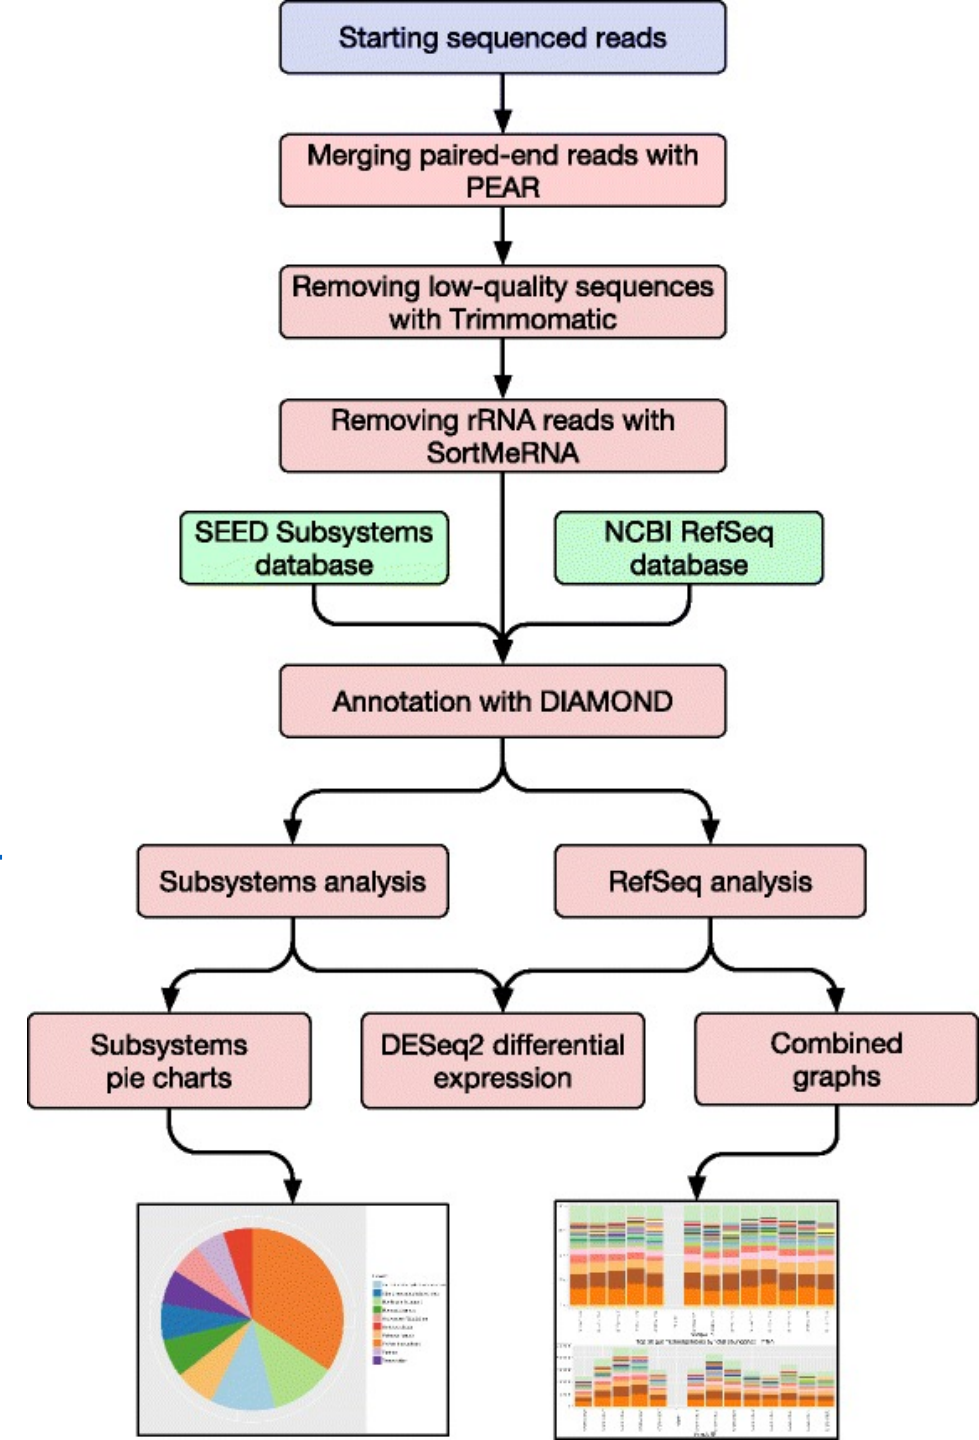 Starting sequenced reads
Merging paired-end reads with
PEAR
Removing low-quality sequences
with Trimmomatic
Removing rRNA reads with
SortMeRNA
SEED Subsystems
database
NCBI RefSeq
database
Annotation with DIAMOND
Subsystems analysis
RefSeq analysis
Subsystems
pie charts
DESeq2 differential
expression
Combined
graphs